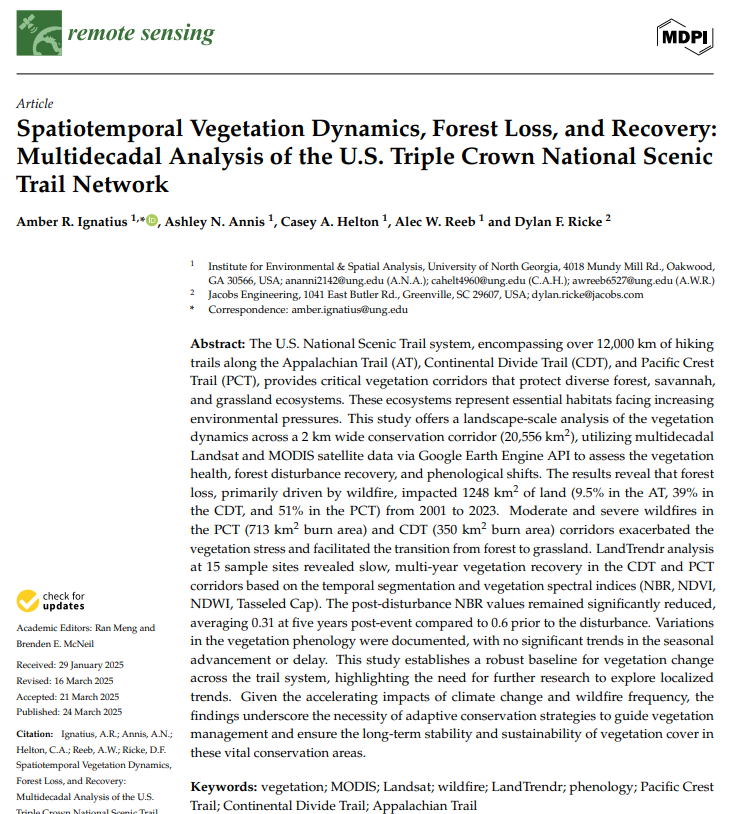 remote sensing
MDPI
Article
Spatiotemporal Vegetation Dynamics, Forest Loss, and Recovery:
Multidecadal Analysis of the U.S. Triple Crown National Scenic
Trail Network
Amber R. Ignatius 1,*iD, Ashley N. Annis 1, Casey A. Helton 1, Alec W. Reeb 1 and Dylan F. Ricke 2
1 Institute for Environmental & Spatial Analysis, University of North Georgia, 4018 Mundy Mill Rd., Oakwood,
GA 30566, USA; ananni2142@ung.edu (A.N.A.); cahelt4960@ung.edu (C.A.H.); awreeb6527@ung.edu (A.W.R.)
2 Jacobs Engineering, 1041 East Butler Rd., Greenville, SC 29607, USA; dylan.ricke@jacobs.com
* Correspondence: amber.ignatius@ung.edu
Abstract: The U.S. National Scenic Trail system, encompassing over 12,000 km of hiking
trails along the Appalachian Trail (AT), Continental Divide Trail (CDT), and Pacific Crest
Trail (PCT), provides critical vegetation corridors that protect diverse forest, savannah,
and grassland ecosystems. These ecosystems represent essential habitats facing increasing
environmental pressures. This study offers a landscape-scale analysis of the vegetation
dynamics across a 2 km wide conservation corridor (20,556 km2), utilizing multidecadal
Landsat and MODIS satellite data via Google Earth Engine API to assess the vegetation
health, forest disturbance recovery, and phenological shifts. The results reveal that forest
loss, primarily driven by wildfire, impacted 1248 km2 of land (9.5% in the AT, 39% in
the CDT, and 51% in the PCT) from 2001 to 2023. Moderate and severe wildfires in
the PCT (713 km2 burn area) and CDT (350 km2 burn area) corridors exacerbated the
vegetation stress and facilitated the transition from forest to grassland. LandTrendr analysis
at 15 sample sites revealed slow, multi-year vegetation recovery in the CDT and PCT
corridors based on the temporal segmentation and vegetation spectral indices (NBR, NDVI,
NDWI, Tasseled Cap). The post-disturbance NBR values remained significantly reduced,
averaging 0.31 at five years post-event compared to 0.6 prior to the disturbance. Variations
in the vegetation phenology were documented, with no significant trends in the seasonal
advancement or delay. This study establishes a robust baseline for vegetation change
across the trail system, highlighting the need for further research to explore localized
trends. Given the accelerating impacts of climate change and wildfire frequency, the
findings underscore the necessity of adaptive conservation strategies to guide vegetation
management and ensure the long-term stability and sustainability of vegetation cover in
these vital conservation areas.
Keywords: vegetation; MODIS; Landsat; wildfire; LandTrendr; phenology; Pacific Crest
Trail; Continental Divide Trail; Appalachian Trail
check for
updates
Academic Editors: Ran Meng and
Brenden E. McNeil
Received: 29 January 2025
Revised: 16 March 2025
Accepted: 21 March 2025
Published: 24 March 2025
Citation: Ignatius, A.R.; Annis, A.N.;
Helton, C.A.; Reeb, A.W.; Ricke, D.F.
Spatiotemporal Vegetation Dynamics,
Forest Loss, and Recovery:
Multidecadal Analysis of the U.S.
Triple Crown National Scenic Trail